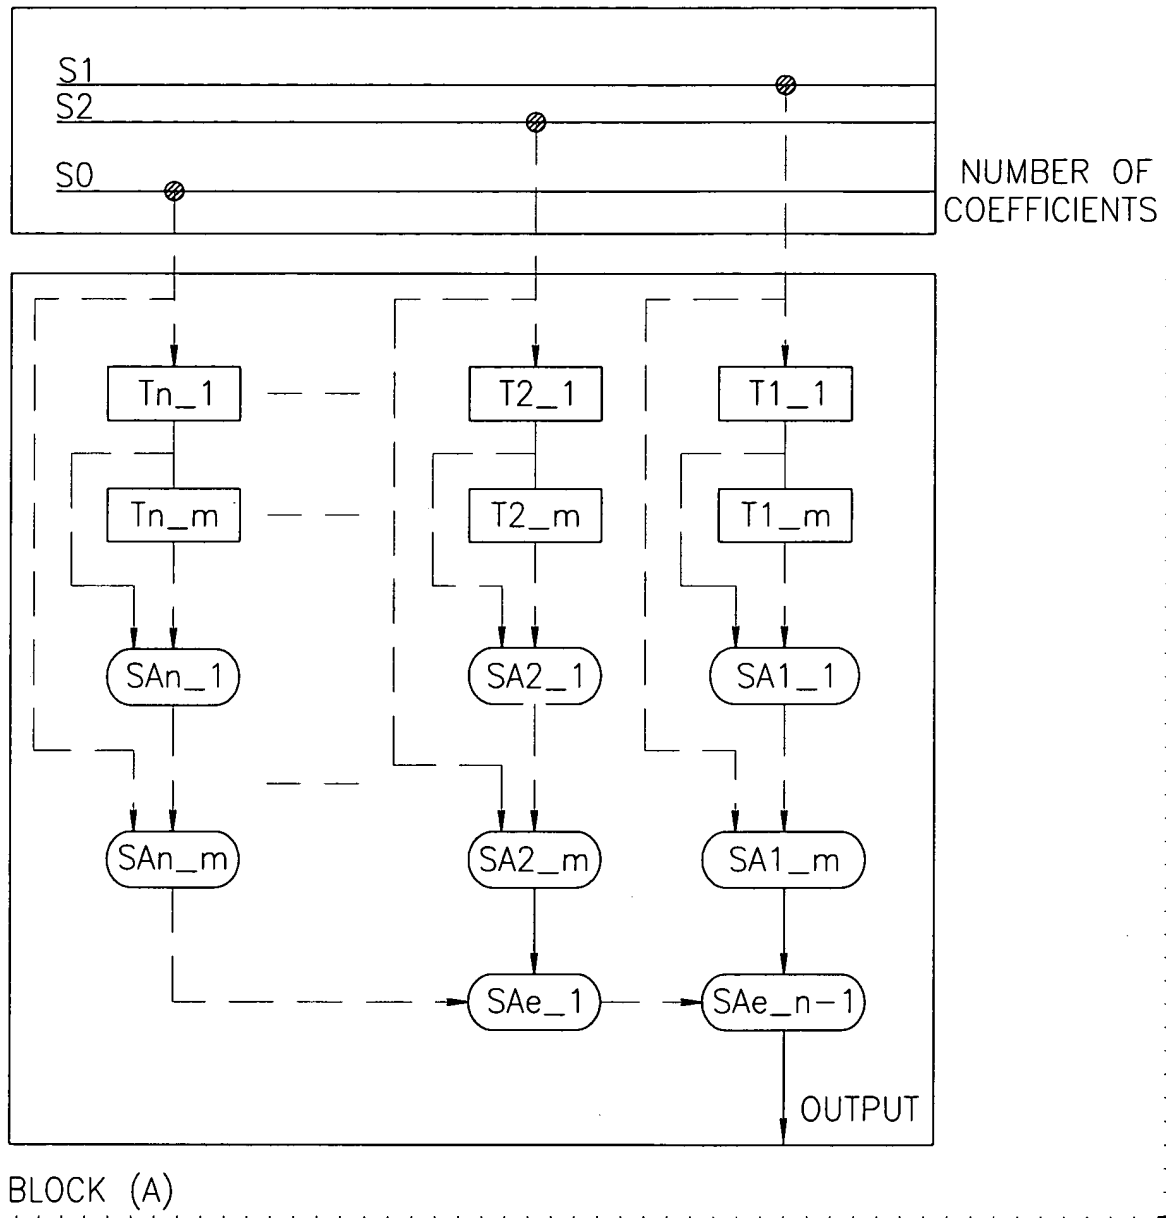 S1
S2
S0
NUMBER OF
COEFFICIENTS
Tn_1
T2_1
T1_1
Tn_m
T2_m
T1_m
SAn_1
SA2_1
SA1_1
SAn_m
SA2_m
SA1_m
SAe_1
SAe_n-1
OUTPUT
BLOCK (A)